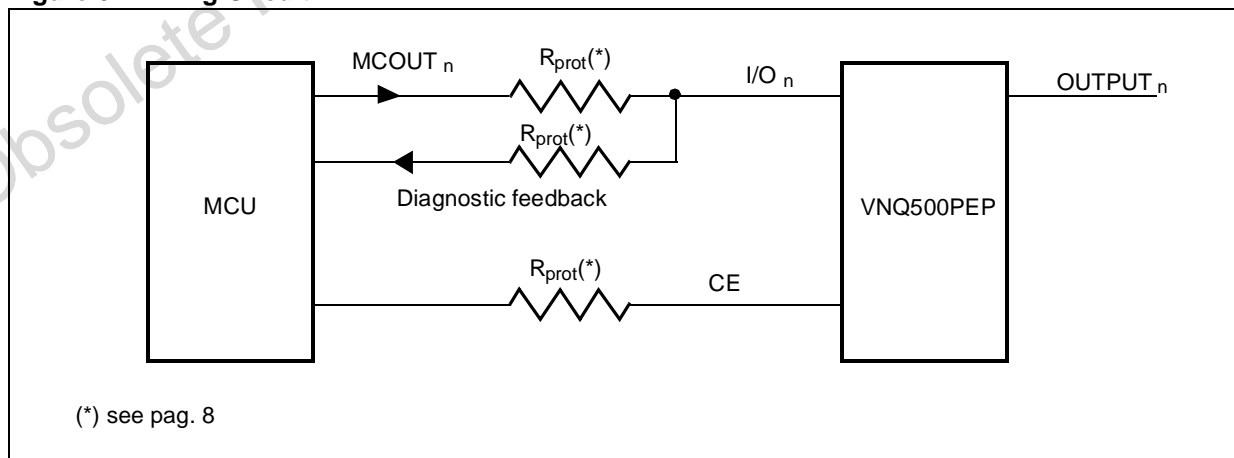 MCOUT n
Rprot(*)
I/O n
OUTPUT n
Rprot(*)
Diagnostic feedback
MCU
VNQ500PEP
Rprot(*)
CE
(*) see pag. 8